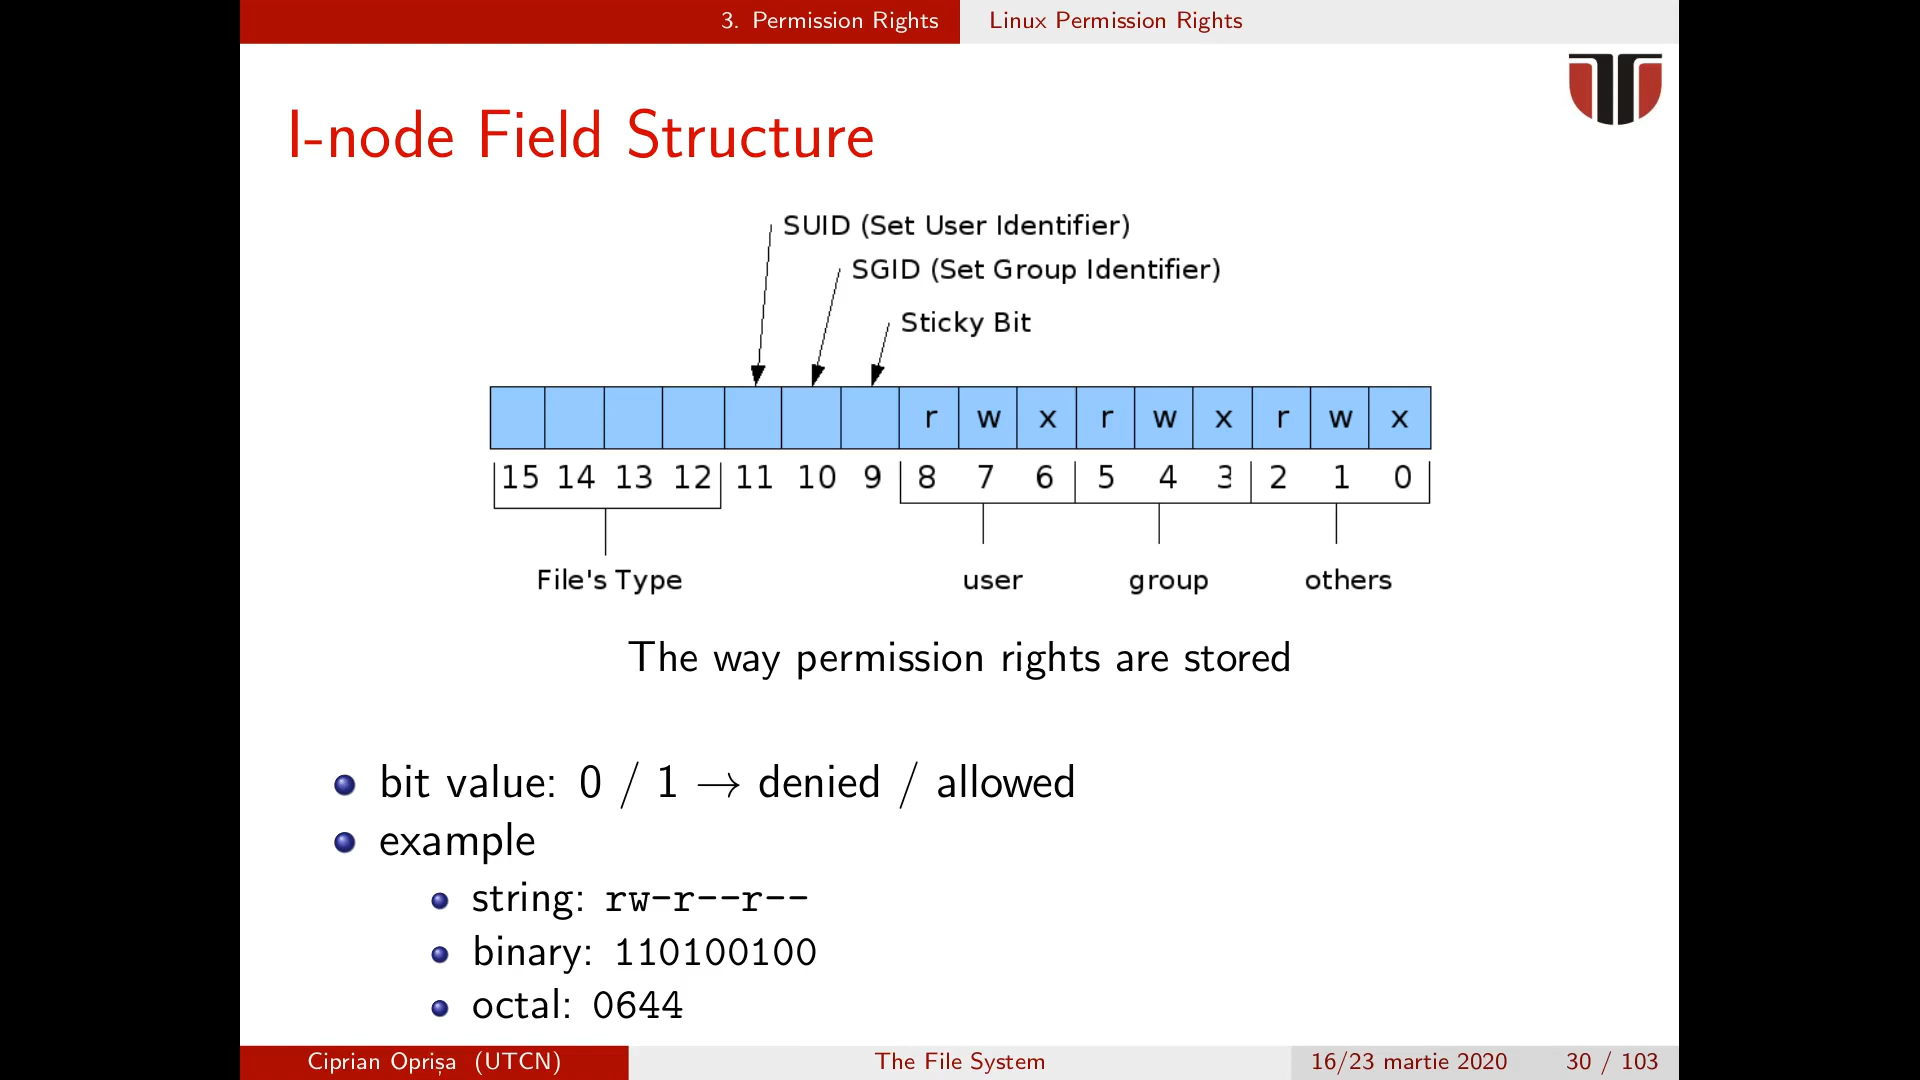 3. Permission Rights Linux Permission Rights
I-node Field Structure
SUID (Set User Identifier)
SGID (Set Group Identifier)
Sticky Bit
r w x r w x r w x
15 14 13 12 11 10 9 8 7 6 5 4 3 2 1 0
File's Type user group others
The way permission rights are stored
bit value: 0 / 1 → denied / allowed
example
string: rw-r--r--
binary: 110100100
octal: 0644
Ciprian Oprișa (UTCN) The File System 16/23 martie 2020 30 / 103